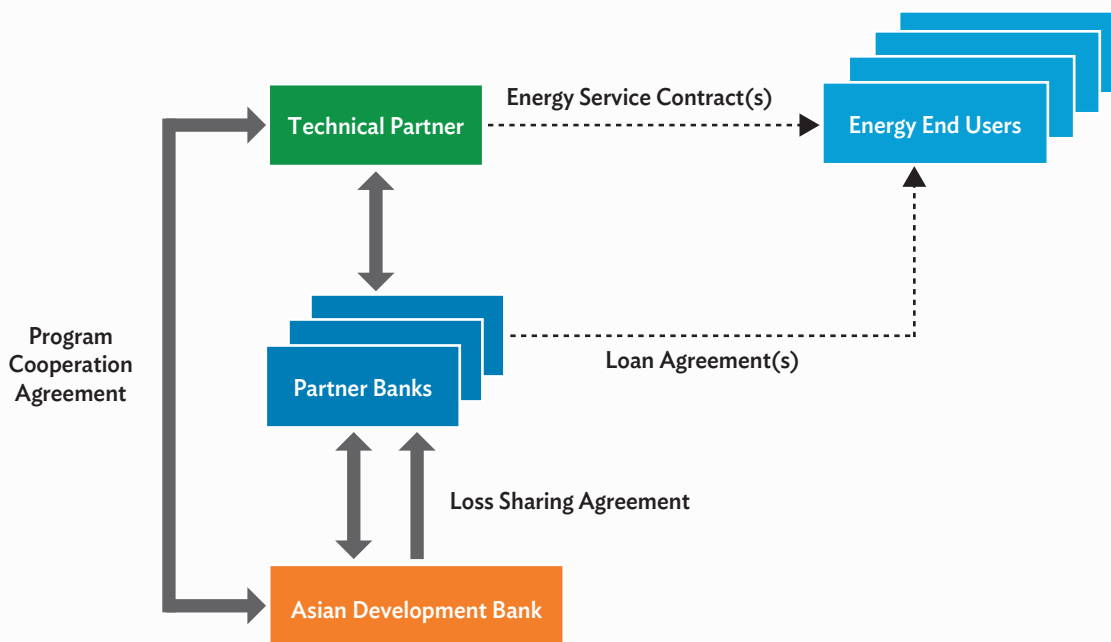 Energy Service Contract(s)
Technical Partner
Energy End Users
Program
Cooperation
Agreement
Loan Agreement(s)
Partner Banks
Loss Sharing Agreement
Asian Development Bank